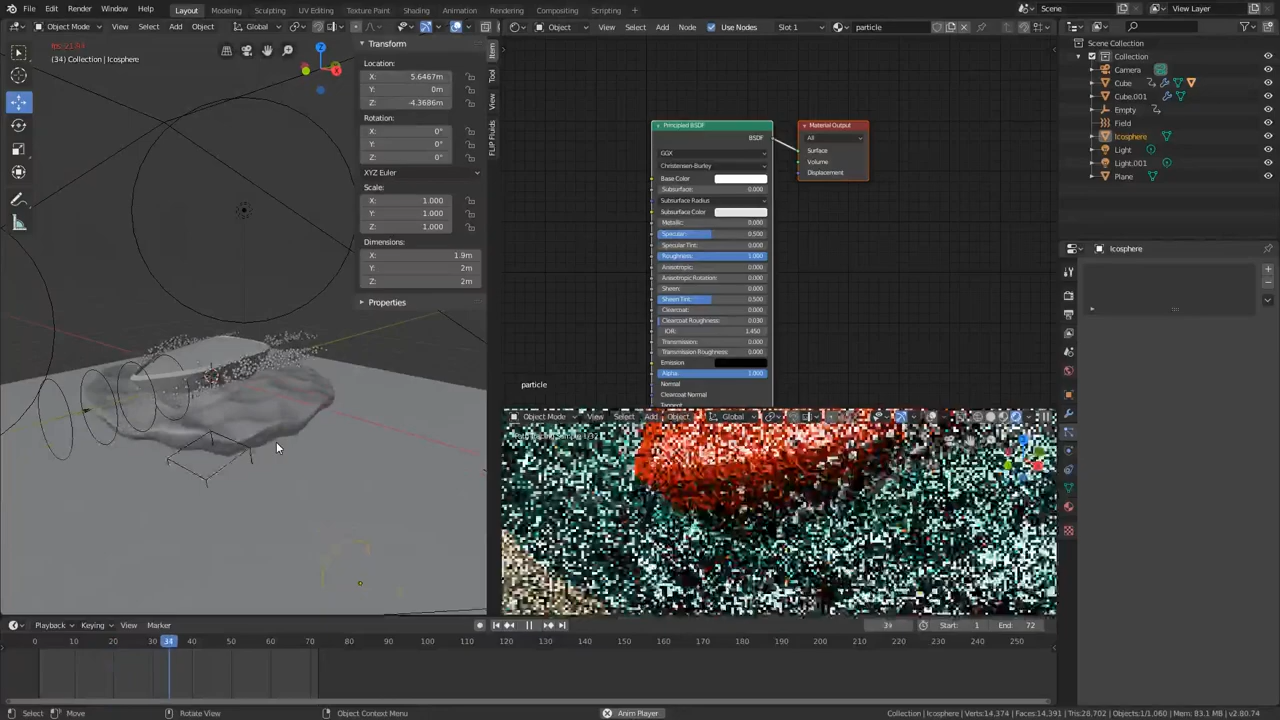 File Edit Render Window Help Layout Modeling Sculpting UV Editing Texture Paint Shading Animation Rendering Compositing Scripting + Scene View Layer
Object Mode View Select Add Object Global
Object View Select Add Node Use Nodes Slot 1 particle
(34) Collection | Icosphere
Transform
Location:
X: 5.6467m
Y: 0m
Z: -4.3686m
Rotation:
X: 0°
Y: 0°
Z: 0°
XYZ Euler
Scale:
X: 1.000
Y: 1.000
Z: 1.000
Dimensions:
X: 1.9m
Y: 2m
Z: 2m
Properties
Item
Tool
View
FLIP Fluids
Principled BSDF
BSDF
GGX
Christensen-Burley
Base Color
Subsurface: 0.000
Subsurface Radius
Subsurface Color
Metallic: 0.000
Specular: 0.500
Specular Tint: 0.000
Roughness: 1.000
Anisotropic: 0.000
Anisotropic Rotation: 0.000
Sheen: 0.000
Sheen Tint: 0.500
Clearcoat: 0.000
Clearcoat Roughness: 0.030
IOR: 1.450
Transmission: 0.000
Transmission Roughness: 0.000
Emission
Alpha: 1.000
Normal
Clearcoat Normal
Tangent
Material Output
All
Surface
Volume
Displacement
particle
Object Mode View Select Add Object Global
Scene Collection
Collection
Camera
Cube
Cube.001
Empty
Field
Icosphere
Light
Light.001
Plane
Icosphere
Playback Keying View Marker 39 Start: 1 End: 72
0 10 20 34 40 50 60 70 80 90 100 110 120 130 140 150 160 170 180 190 200 210 220 230 240 250
Select Move Rotate View Object Context Menu Anim Player Collection | Icosphere | Verts:14,374 | Faces:14,391 | Tris:28,702 | Objects:1/1,060 | Mem: 83.1 MB | v2.80.74